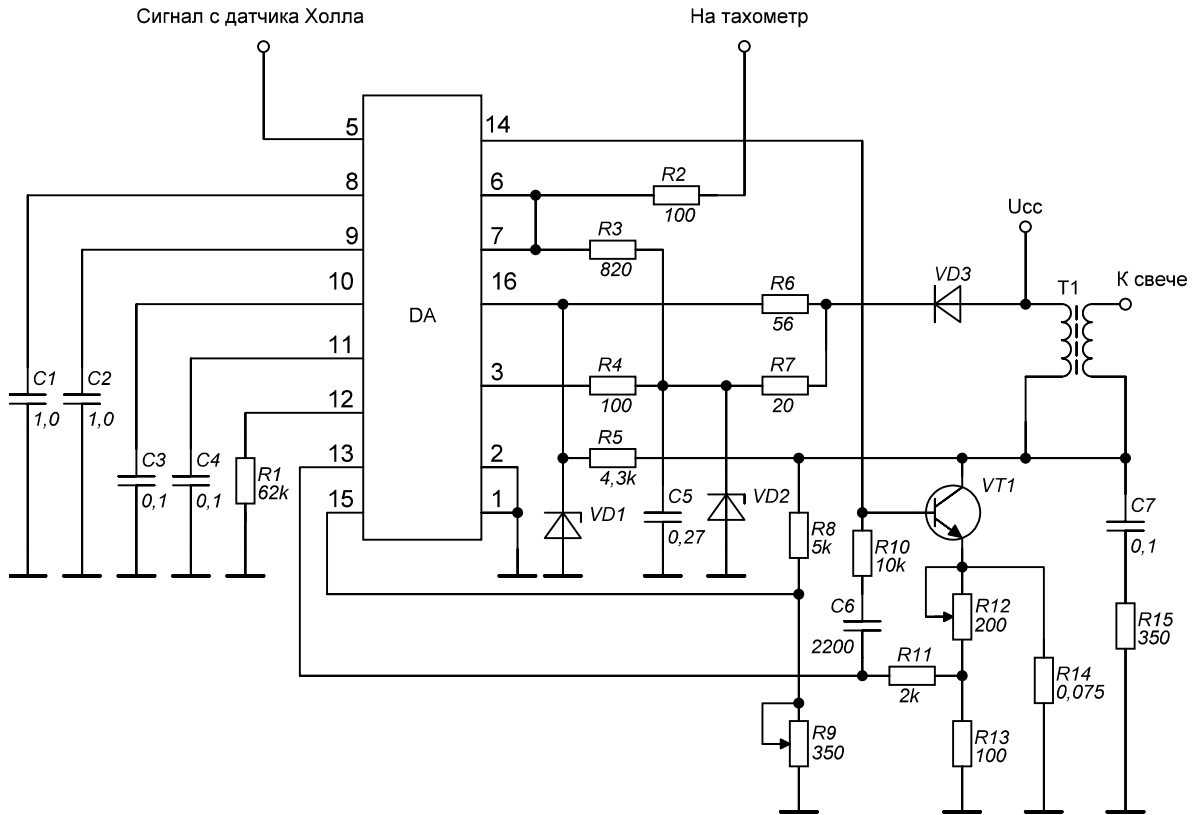 Сигнал с датчика Холла
На тахометр
5
14
8
6
R2
100
9
7
R3
820
Ucc
10
16
R6
56
VD3
T1
К свече
DA
11
3
R4
100
R7
20
C1
1,0
C2
1,0
12
13
2
R5
4,3k
C3
0,1
C4
0,1
R1
62k
15
1
VD1
C5
0,27
VD2
VT1
R8
5k
R10
10k
C7
0,1
C6
2200
R12
200
R15
350
R11
2k
R14
0,075
R9
350
R13
100